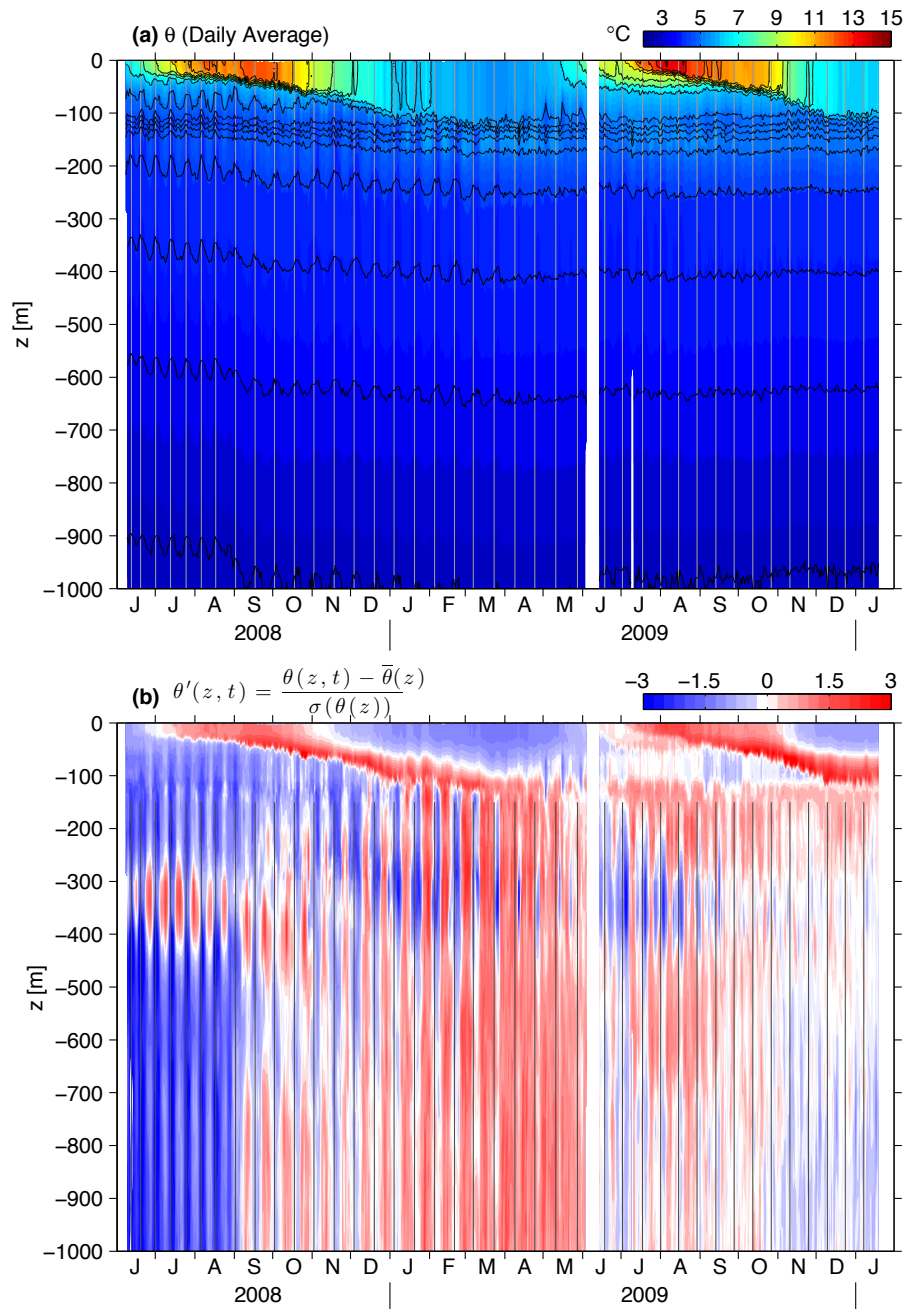 (a) θ (Daily Average)
°C
3 5 7 9 11 13 15
0
−100
−200
−300
−400
−500
−600
−700
−800
−900
−1000
z [m]
J J A S O N D J F M A M J J A S O N D J
2008 2009
(b) θ′(z, t) = θ(z, t) − θ̅(z) / σ(θ(z))
−3 −1.5 0 1.5 3
0
−100
−200
−300
−400
−500
−600
−700
−800
−900
−1000
z [m]
J J A S O N D J F M A M J J A S O N D J
2008 2009